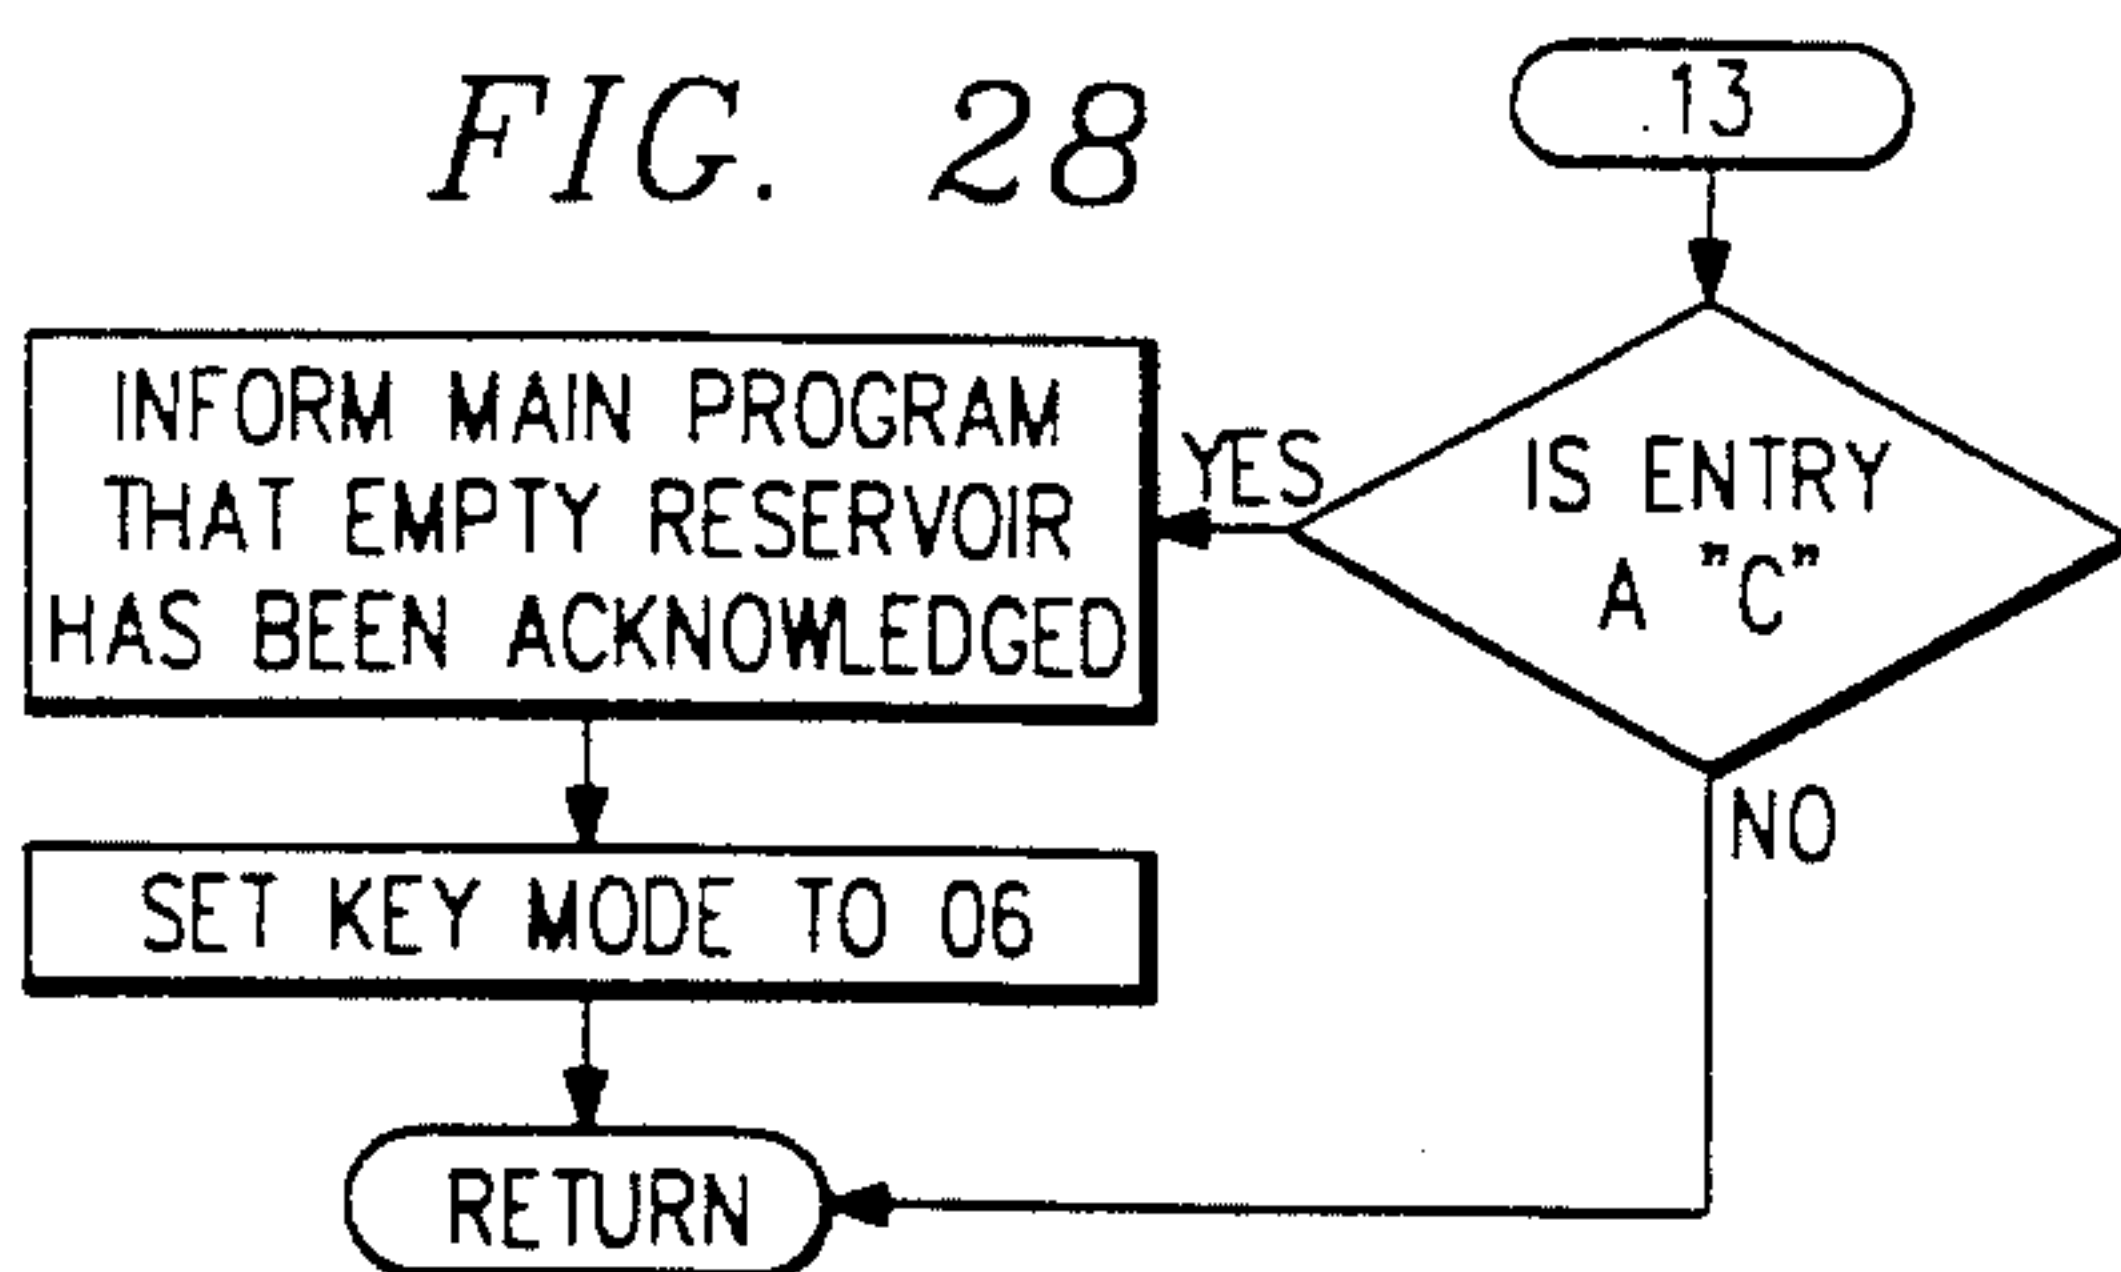 FIG. 28
.13
IS ENTRY
A "C"
YES
INFORM MAIN PROGRAM
THAT EMPTY RESERVOIR
HAS BEEN ACKNOWLEDGED
NO
SET KEY MODE TO 06
RETURN